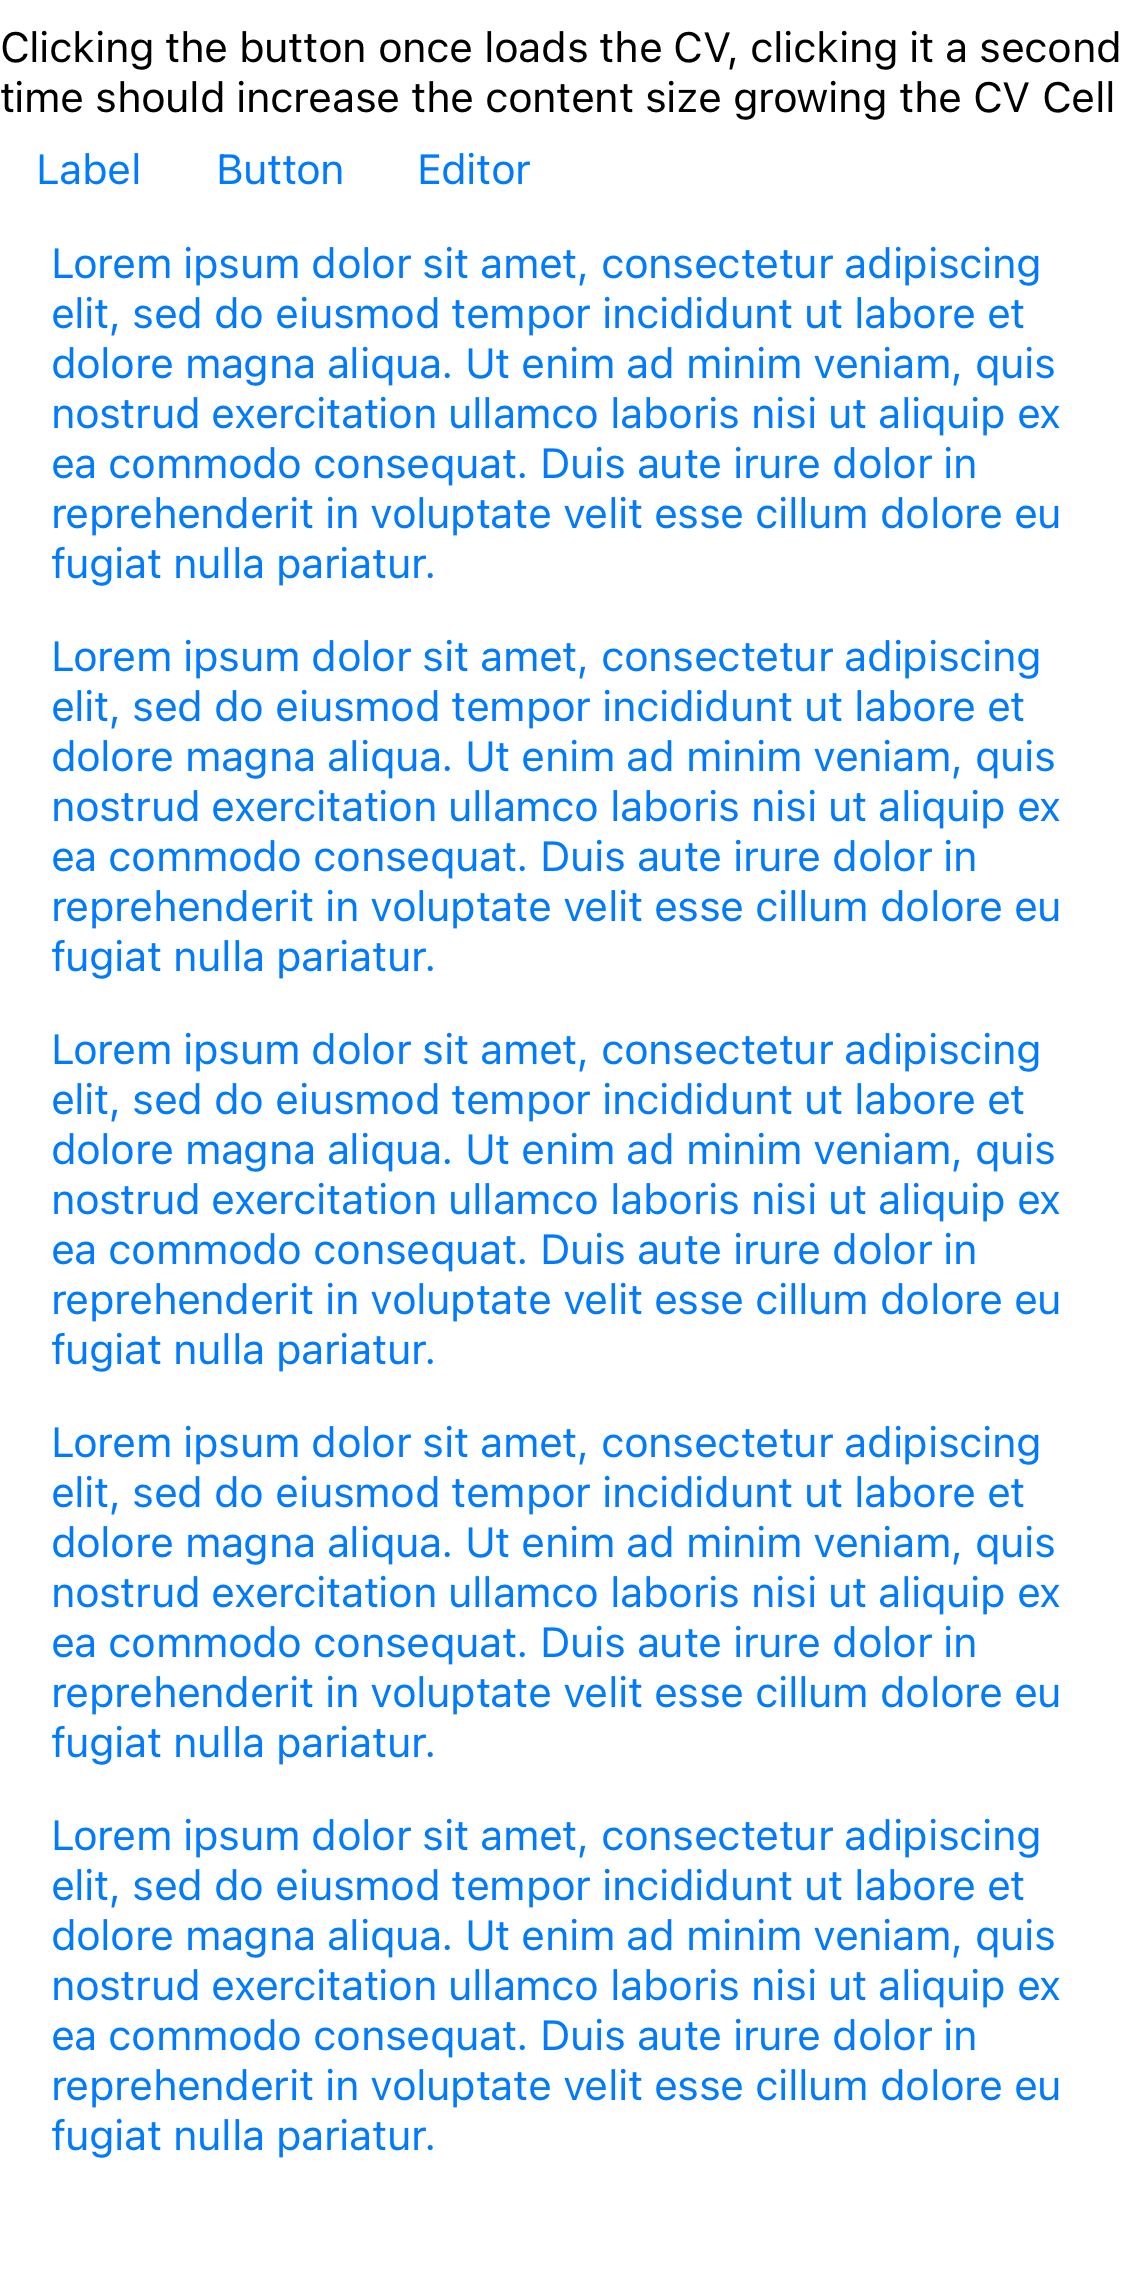 Clicking the button once loads the CV, clicking it a second
time should increase the content size growing the CV Cell
Label Button Editor
Lorem ipsum dolor sit amet, consectetur adipiscing
elit, sed do eiusmod tempor incididunt ut labore et
dolore magna aliqua. Ut enim ad minim veniam, quis
nostrud exercitation ullamco laboris nisi ut aliquip ex
ea commodo consequat. Duis aute irure dolor in
reprehenderit in voluptate velit esse cillum dolore eu
fugiat nulla pariatur.
Lorem ipsum dolor sit amet, consectetur adipiscing
elit, sed do eiusmod tempor incididunt ut labore et
dolore magna aliqua. Ut enim ad minim veniam, quis
nostrud exercitation ullamco laboris nisi ut aliquip ex
ea commodo consequat. Duis aute irure dolor in
reprehenderit in voluptate velit esse cillum dolore eu
fugiat nulla pariatur.
Lorem ipsum dolor sit amet, consectetur adipiscing
elit, sed do eiusmod tempor incididunt ut labore et
dolore magna aliqua. Ut enim ad minim veniam, quis
nostrud exercitation ullamco laboris nisi ut aliquip ex
ea commodo consequat. Duis aute irure dolor in
reprehenderit in voluptate velit esse cillum dolore eu
fugiat nulla pariatur.
Lorem ipsum dolor sit amet, consectetur adipiscing
elit, sed do eiusmod tempor incididunt ut labore et
dolore magna aliqua. Ut enim ad minim veniam, quis
nostrud exercitation ullamco laboris nisi ut aliquip ex
ea commodo consequat. Duis aute irure dolor in
reprehenderit in voluptate velit esse cillum dolore eu
fugiat nulla pariatur.
Lorem ipsum dolor sit amet, consectetur adipiscing
elit, sed do eiusmod tempor incididunt ut labore et
dolore magna aliqua. Ut enim ad minim veniam, quis
nostrud exercitation ullamco laboris nisi ut aliquip ex
ea commodo consequat. Duis aute irure dolor in
reprehenderit in voluptate velit esse cillum dolore eu
fugiat nulla pariatur.